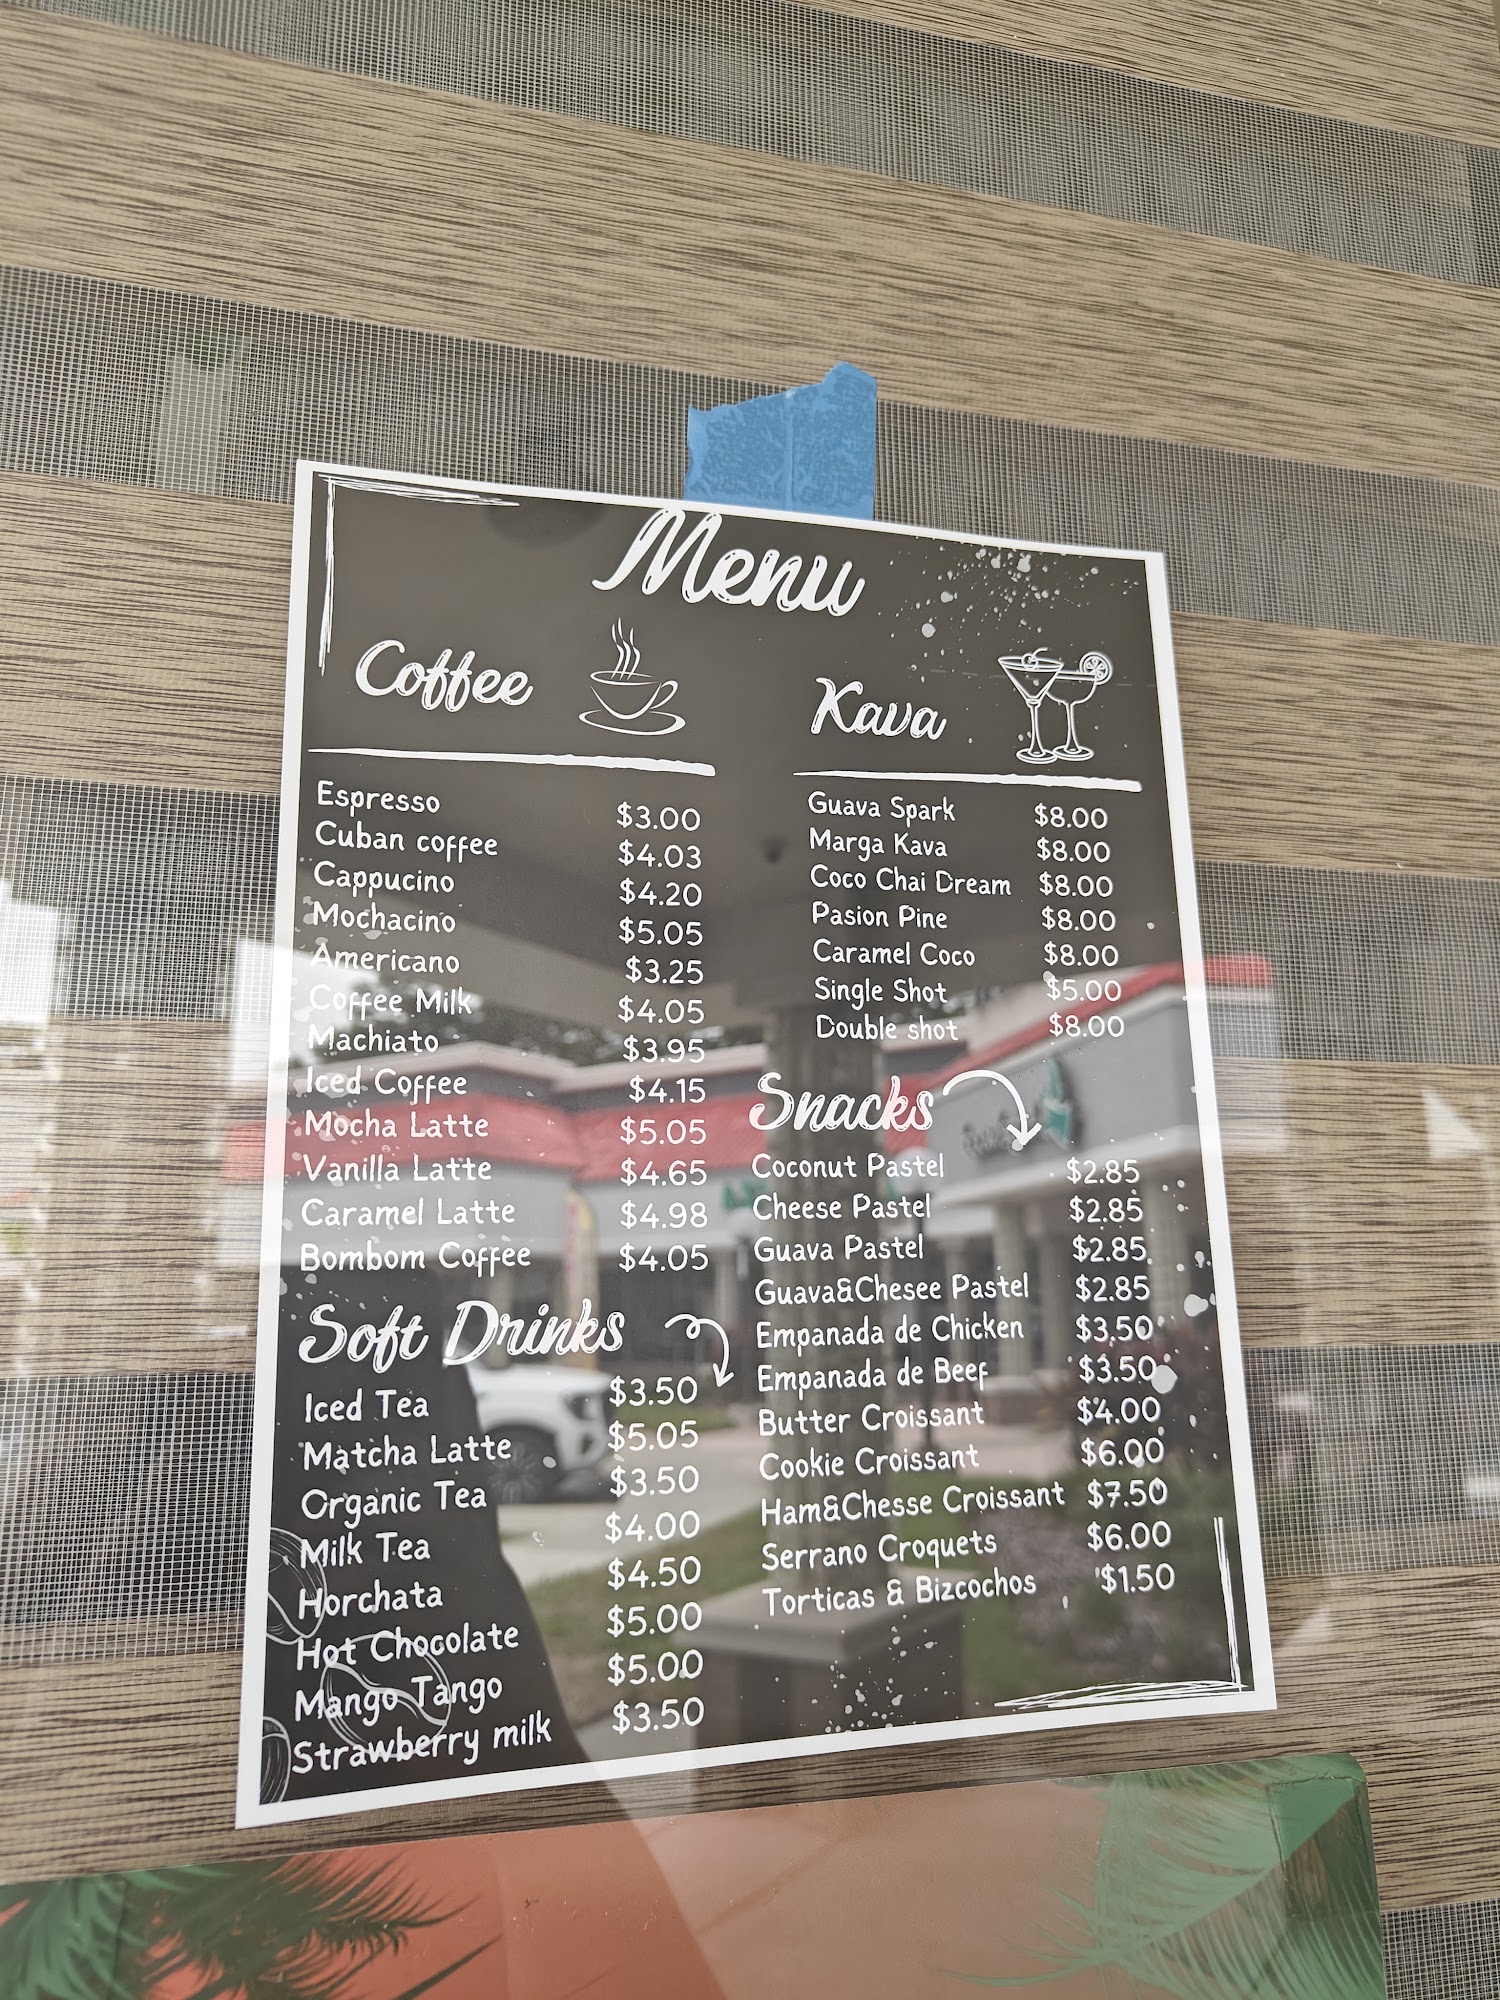 Menu
Coffee
Espresso $3.00
Cuban coffee $4.03
Cappucino $4.20
Mochacino $5.05
Americano $3.25
Coffee Milk $4.05
Machiato $3.95
Iced Coffee $4.15
Mocha Latte $5.05
Vanilla Latte $4.65
Caramel Latte $4.98
Bombom Coffee $4.05
Soft Drinks
Iced Tea $3.50
Matcha Latte $5.05
Organic Tea $3.50
Milk Tea $4.00
Horchata $4.50
Hot Chocolate $5.00
Mango Tango $5.00
Strawberry milk $3.50
Kava
Guava Spark $8.00
Marga Kava $8.00
Coco Chai Dream $8.00
Pasion Pine $8.00
Caramel Coco $8.00
Single Shot $5.00
Double shot $8.00
Snacks
Coconut Pastel $2.85
Cheese Pastel $2.85
Guava Pastel $2.85
Guava&Chesee Pastel $2.85
Empanada de Chicken $3.50
Empanada de Beef $3.50
Butter Croissant $4.00
Cookie Croissant $6.00
Ham&Chesse Croissant $7.50
Serrano Croquets $6.00
Torticas & Bizcochos $1.50